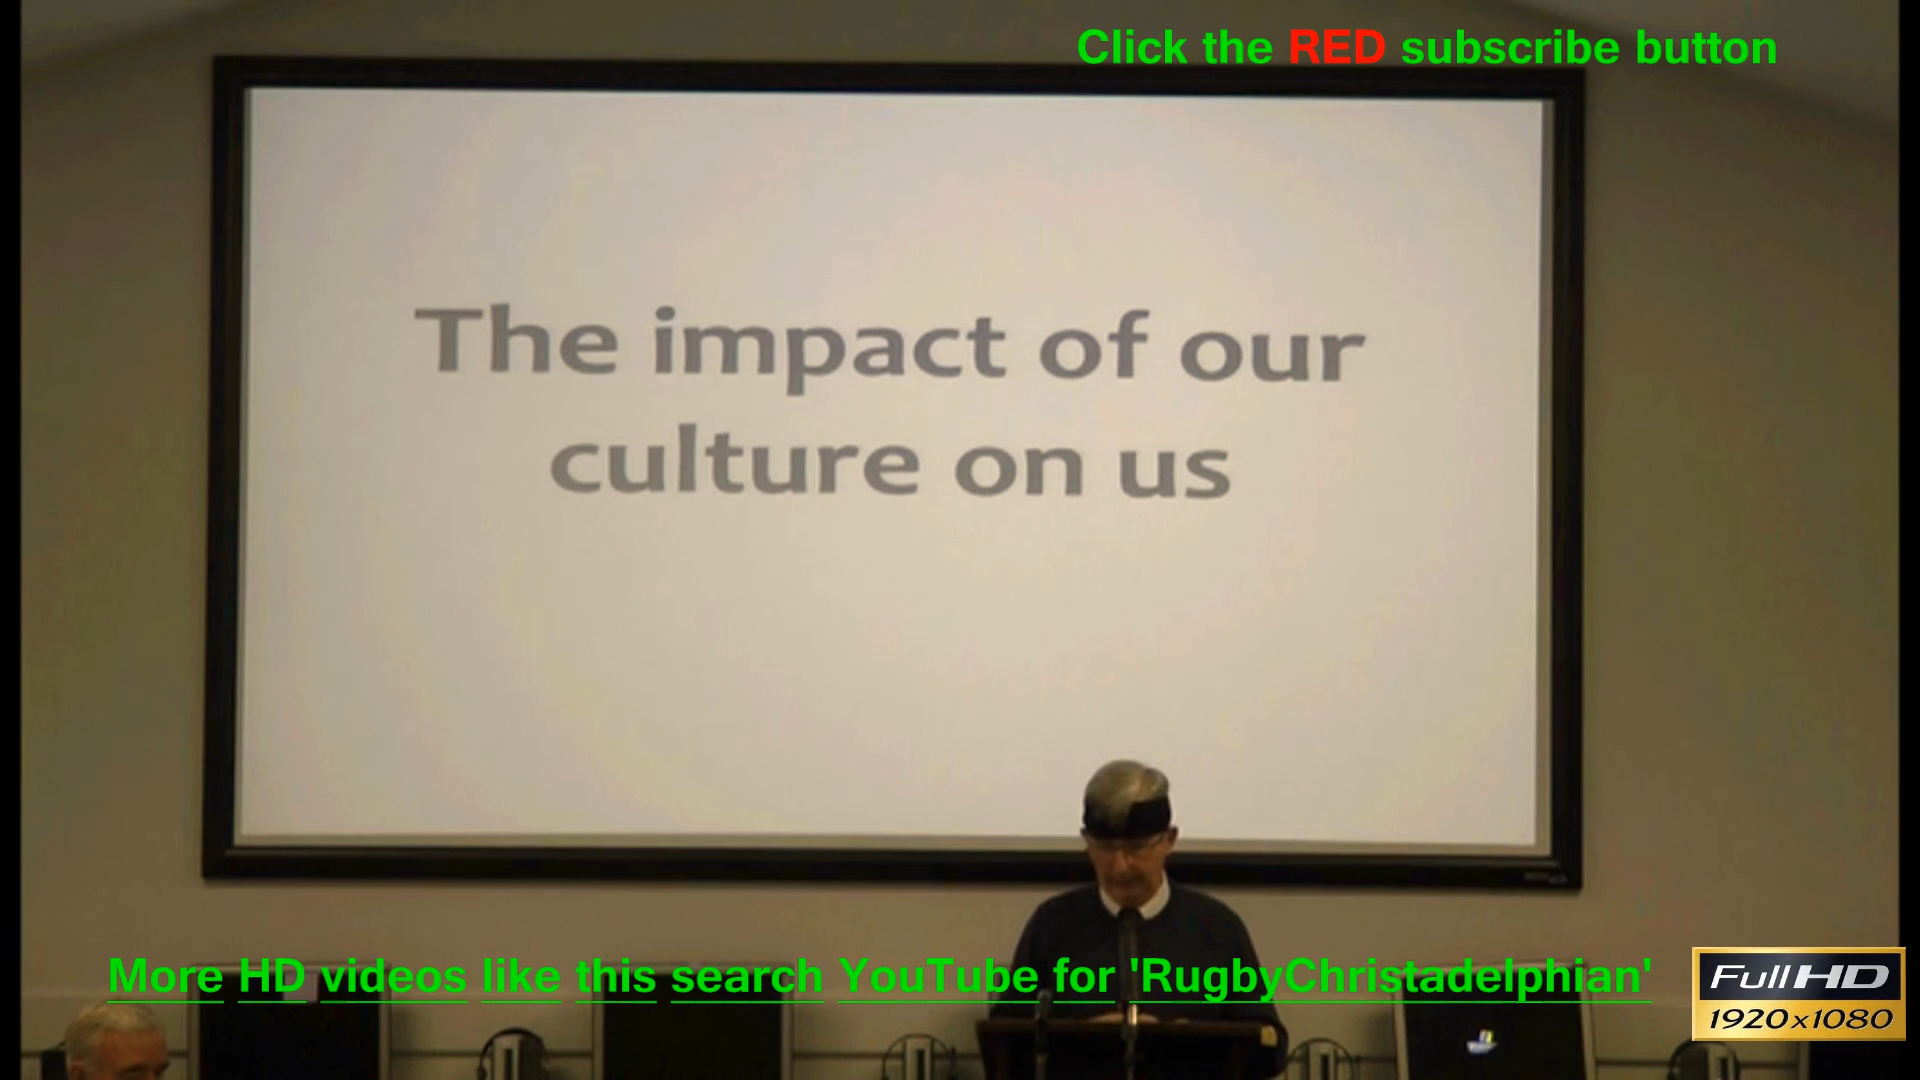 Click the RED subscribe button
The impact of our
culture on us
More HD videos like this search YouTube for 'RugbyChristadelphian'
Full HD
1920x1080